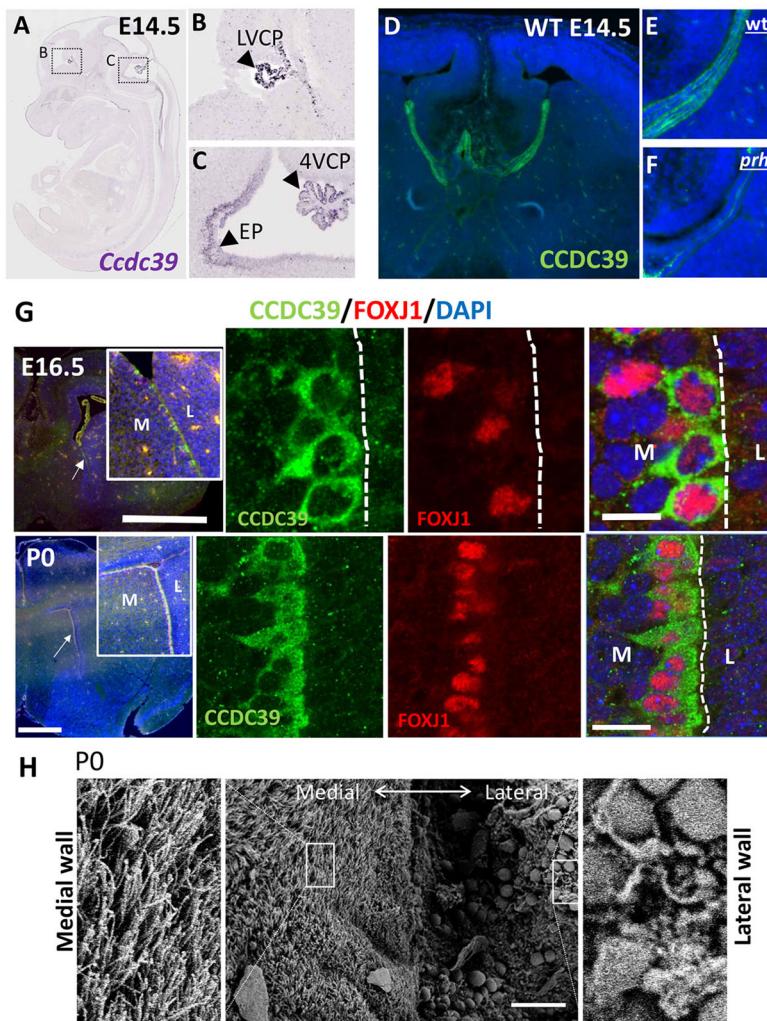 A
E14.5
B
C
Ccdc39
B
LVCP
C
4VCP
EP
D
WT E14.5
CCDC39
E
wt
F
prh
G
CCDC39/FOXJ1/DAPI
E16.5
M
L
CCDC39
FOXJ1
M
L
P0
M
L
CCDC39
FOXJ1
M
L
H
P0
Medial wall
Medial
Lateral
Lateral wall